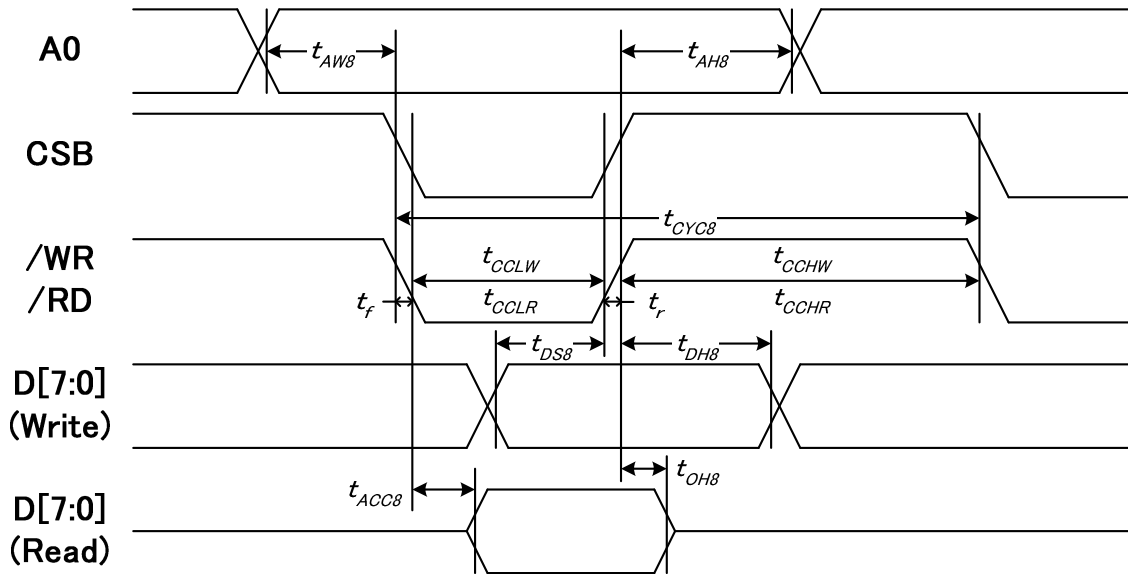 A0
t_AW8
t_AH8
CSB
t_CYC8
/WR
/RD
t_CCLW
t_CCHW
t_f
t_CCLR
t_r
t_CCHR
t_DS8
t_DH8
D[7:0]
(Write)
t_OH8
t_ACC8
D[7:0]
(Read)